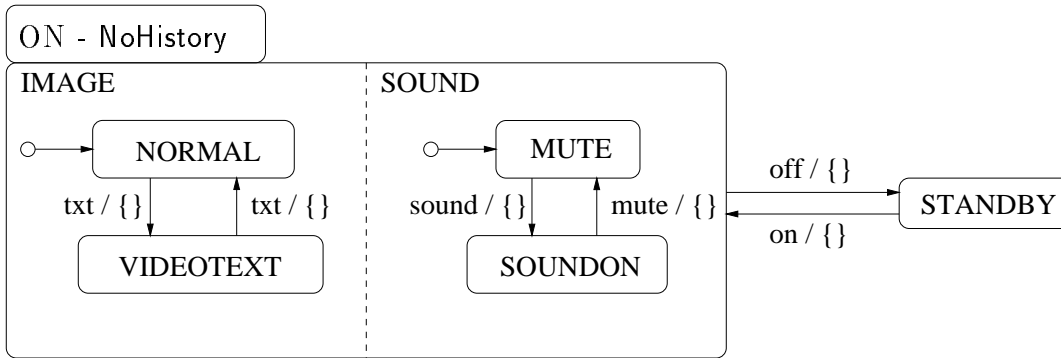 ON - NoHistory
IMAGE
SOUND
NORMAL
MUTE
txt / {}
txt / {}
sound / {}
mute / {}
VIDEOTEXT
SOUNDON
off / {}
STANDBY
on / {}